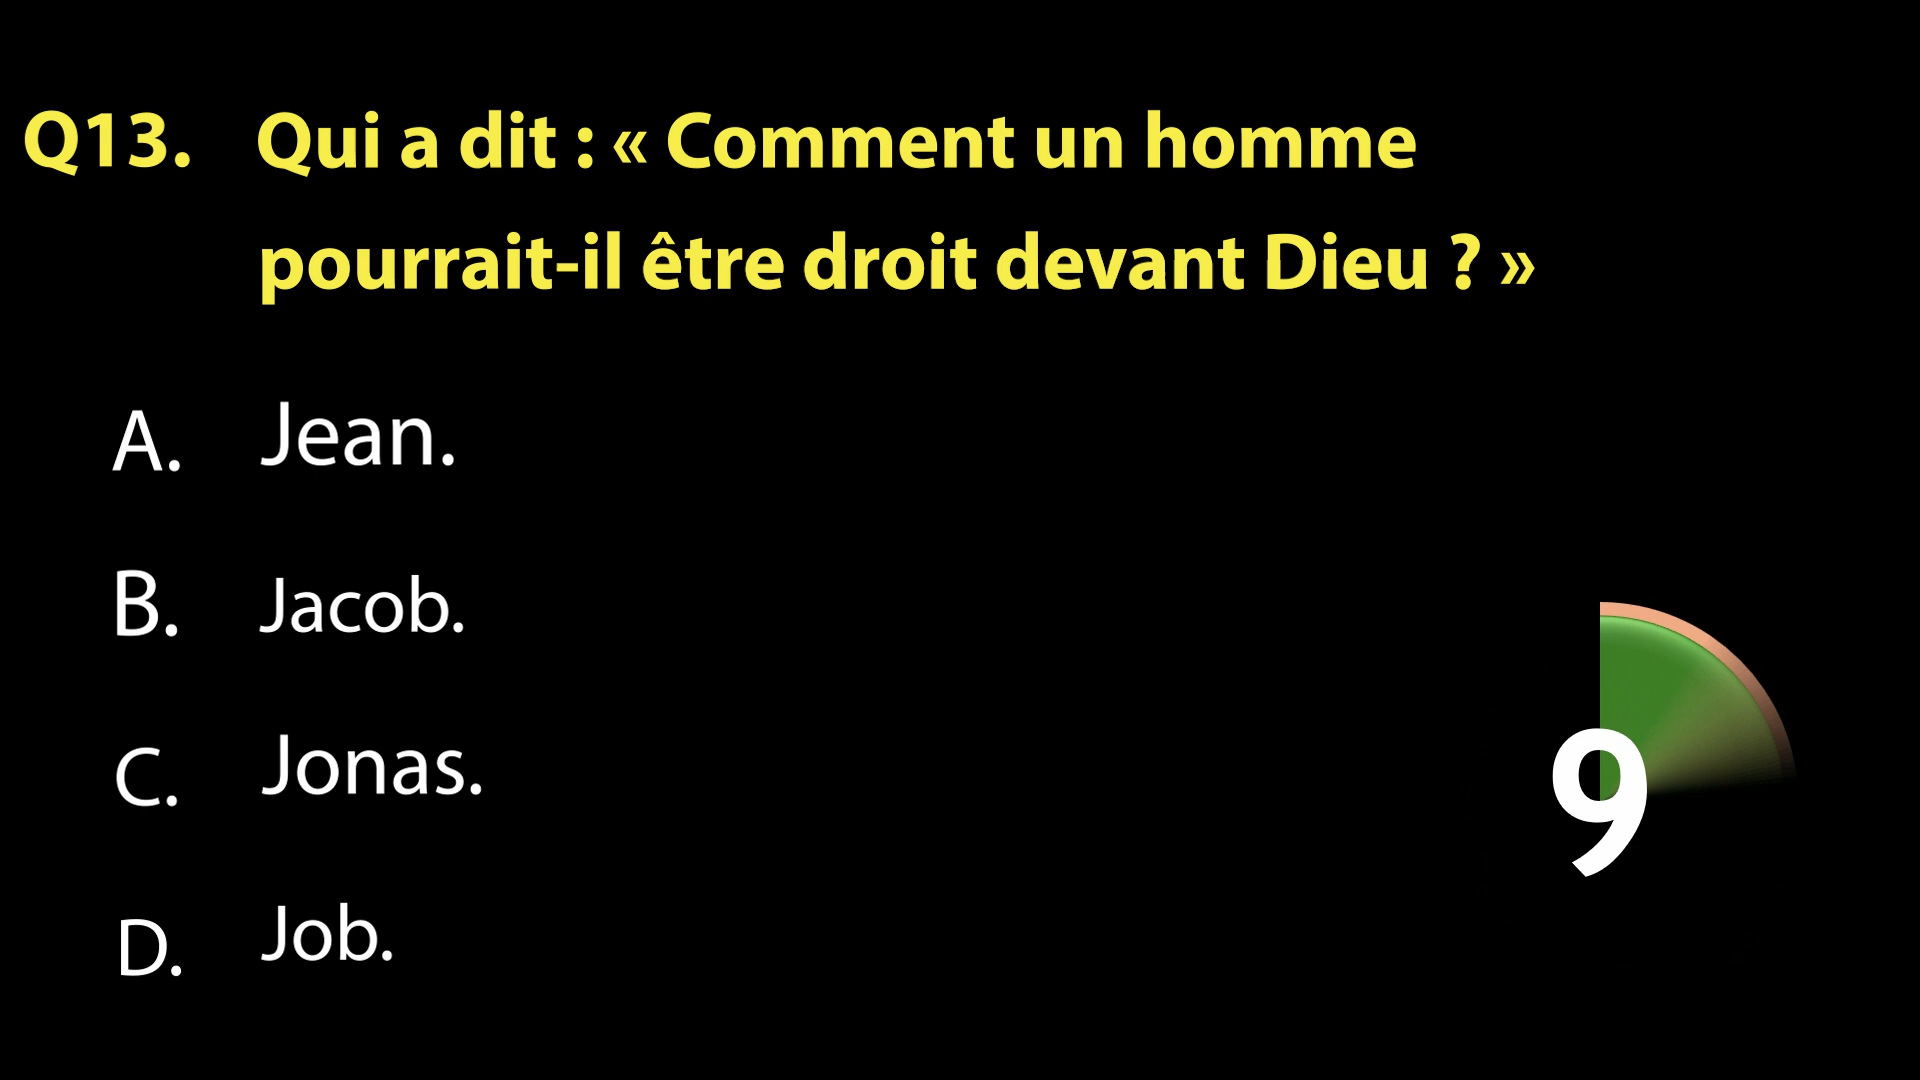 Q13. Qui a dit : « Comment un homme
pourrait-il être droit devant Dieu ? »
A. Jean.
B. Jacob.
C. Jonas.
D. Job.
9